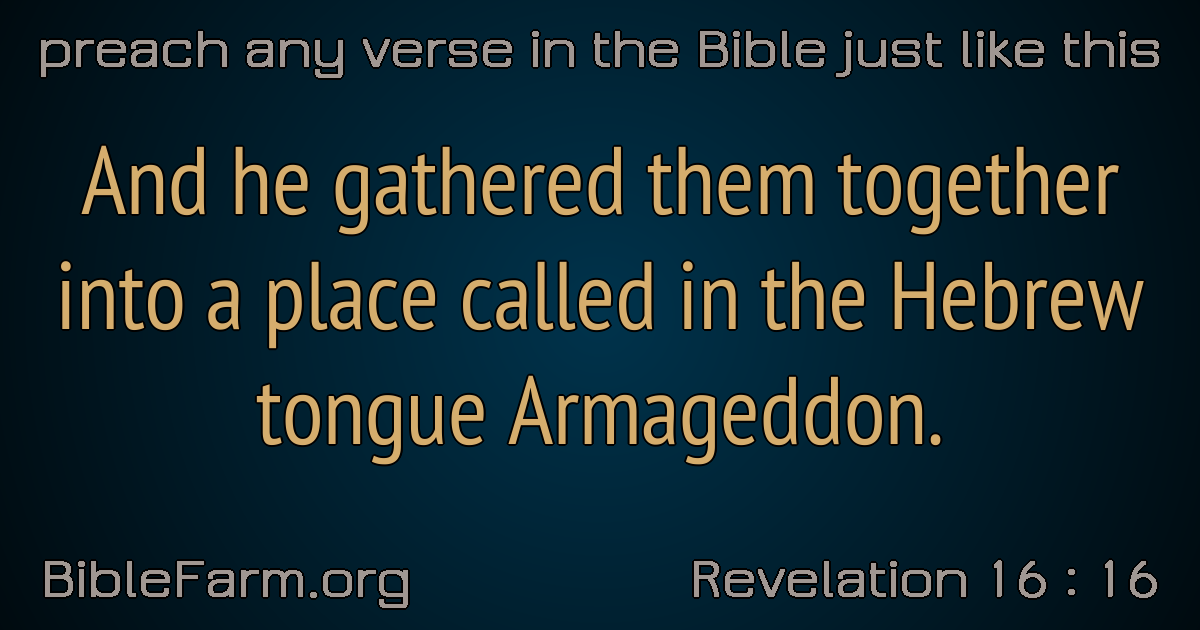 preach any verse in the Bible just like this
And he gathered them together
into a place called in the Hebrew
tongue Armageddon.
BibleFarm.org
Revelation 16 : 16